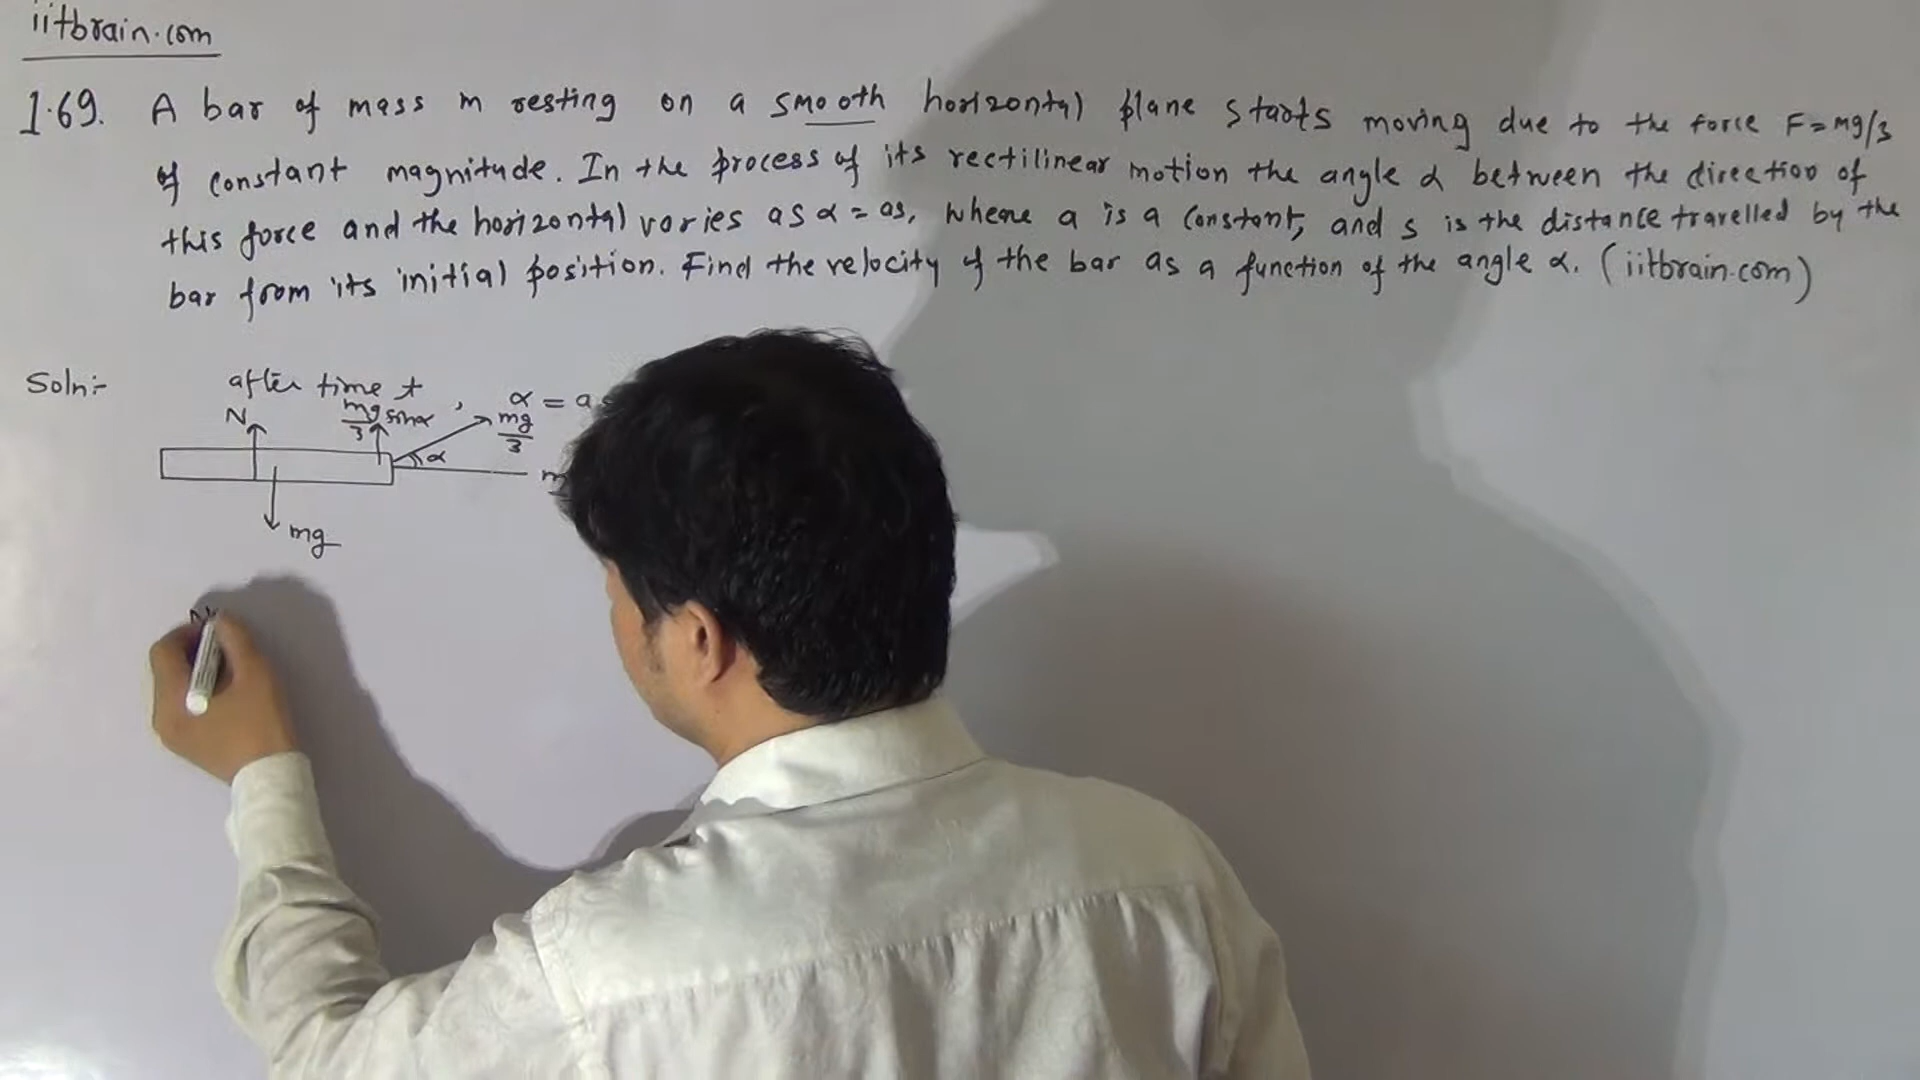 iitbrain.com
1.69. A bar of mass m resting on a smooth horizontal plane starts moving due to the force F=mg/3
of constant magnitude. In the process of its rectilinear motion the angle α between the direction of
this force and the horizontal varies as α = as, where a is a constant, and s is the distance travelled by the
bar from its initial position. Find the velocity of the bar as a function of the angle α. (iitbrain.com)
Soln:-
after time t, α = a
N
mg/3 sinα
mg/3
α
mg
N